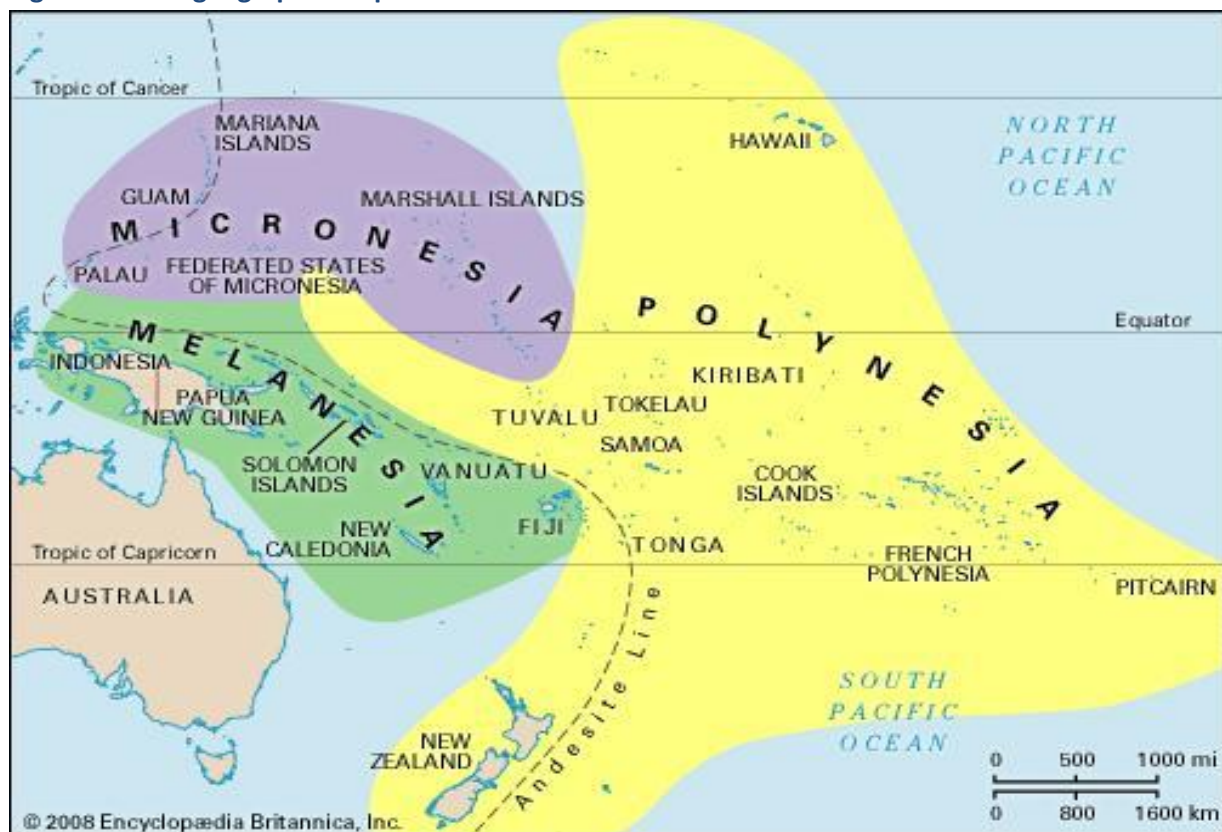 Tropic of Cancer
MARIANA
ISLANDS
HAWAII
NORTH
PACIFIC
OCEAN
GUAM
MARSHALL ISLANDS
MICRONESIA
PALAU
FEDERATED STATES
OF MICRONESIA
POLYNESIA
Equator
MELANESIA
INDONESIA
PAPUA
NEW GUINEA
KIRIBATI
TUVALU
TOKELAU
SAMOA
SOLOMON
ISLANDS
VANUATU
COOK
ISLANDS
FIJI
NEW
CALEDONIA
TONGA
Tropic of Capricorn
FRENCH
POLYNESIA
PITCAIRN
AUSTRALIA
Andesite Line
SOUTH
PACIFIC
OCEAN
NEW
ZEALAND
0 500 1000 mi
0 800 1600 km
© 2008 Encyclopædia Britannica, Inc.